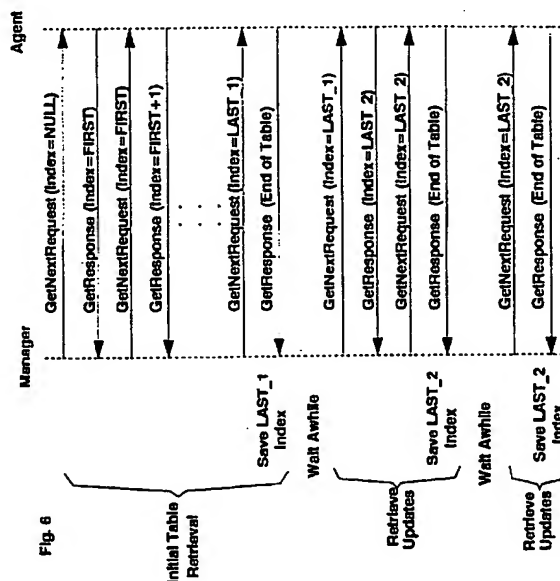 Fig. 6
Manager
Agent
GetNextRequest (Index=NULL)
GetResponse (Index=FIRST)
GetNextRequest (Index=FIRST)
GetResponse (Index=FIRST+1)
Initial Table
Retrieval
GetNextRequest (Index=LAST_1)
GetResponse (End of Table)
Save LAST_1
Index
Wait Awhile
GetNextRequest (Index=LAST_1)
GetResponse (Index=LAST_2)
GetNextRequest (Index=LAST_2)
GetResponse (End of Table)
Retrieve
Updates
Save LAST_2
Index
Wait Awhile
GetNextRequest (Index=LAST_2)
GetResponse (End of Table)
Retrieve
Updates
Save LAST_2
Index